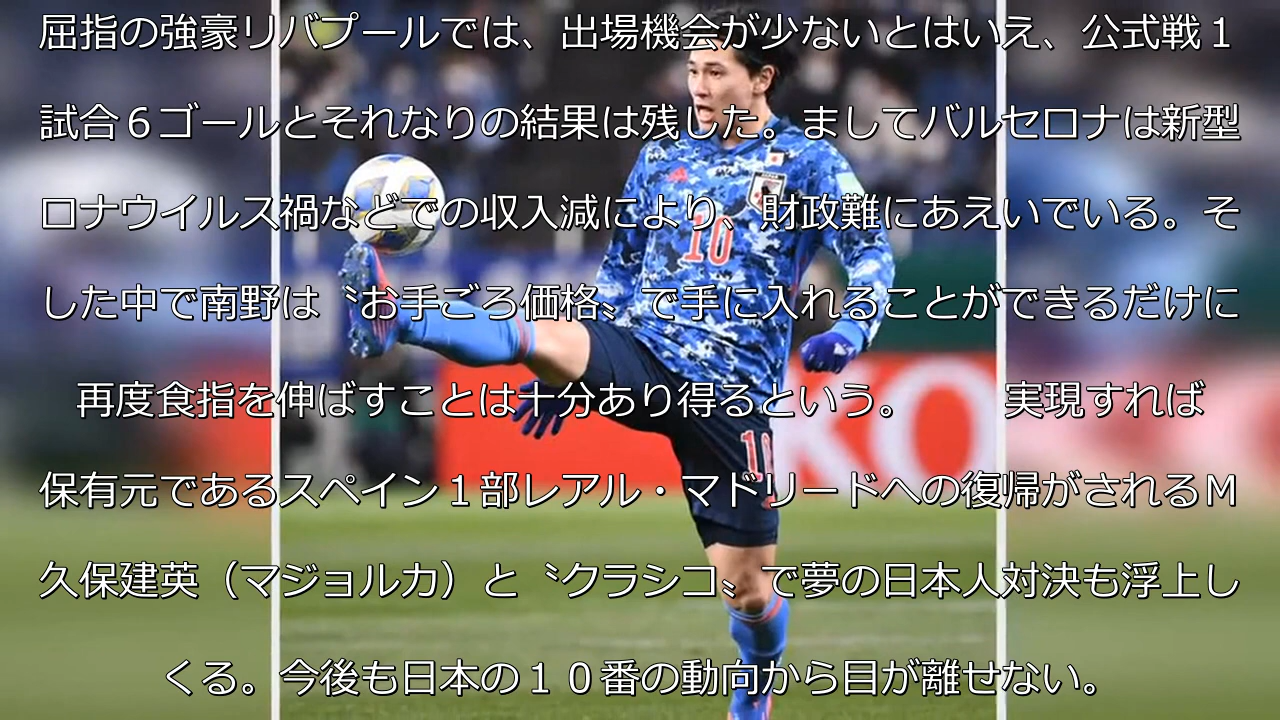 屈指の強豪リバプールでは、出場機会が少ないとはいえ、公式戦１
試合６ゴールとそれなりの結果は残した。ましてバルセロナは新型
ロナウイルス禍などでの収入減により、財政難にあえいでいる。そ
した中で南野は〝お手ごろ価格〟で手に入れることができるだけに
再度食指を伸ばすことは十分あり得るという。　　実現すれば
保有元であるスペイン１部レアル・マドリードへの復帰がされるＭ
久保建英（マジョルカ）と〝クラシコ〟で夢の日本人対決も浮上し
くる。今後も日本の１０番の動向から目が離せない。
JAPAN
10
10
KO